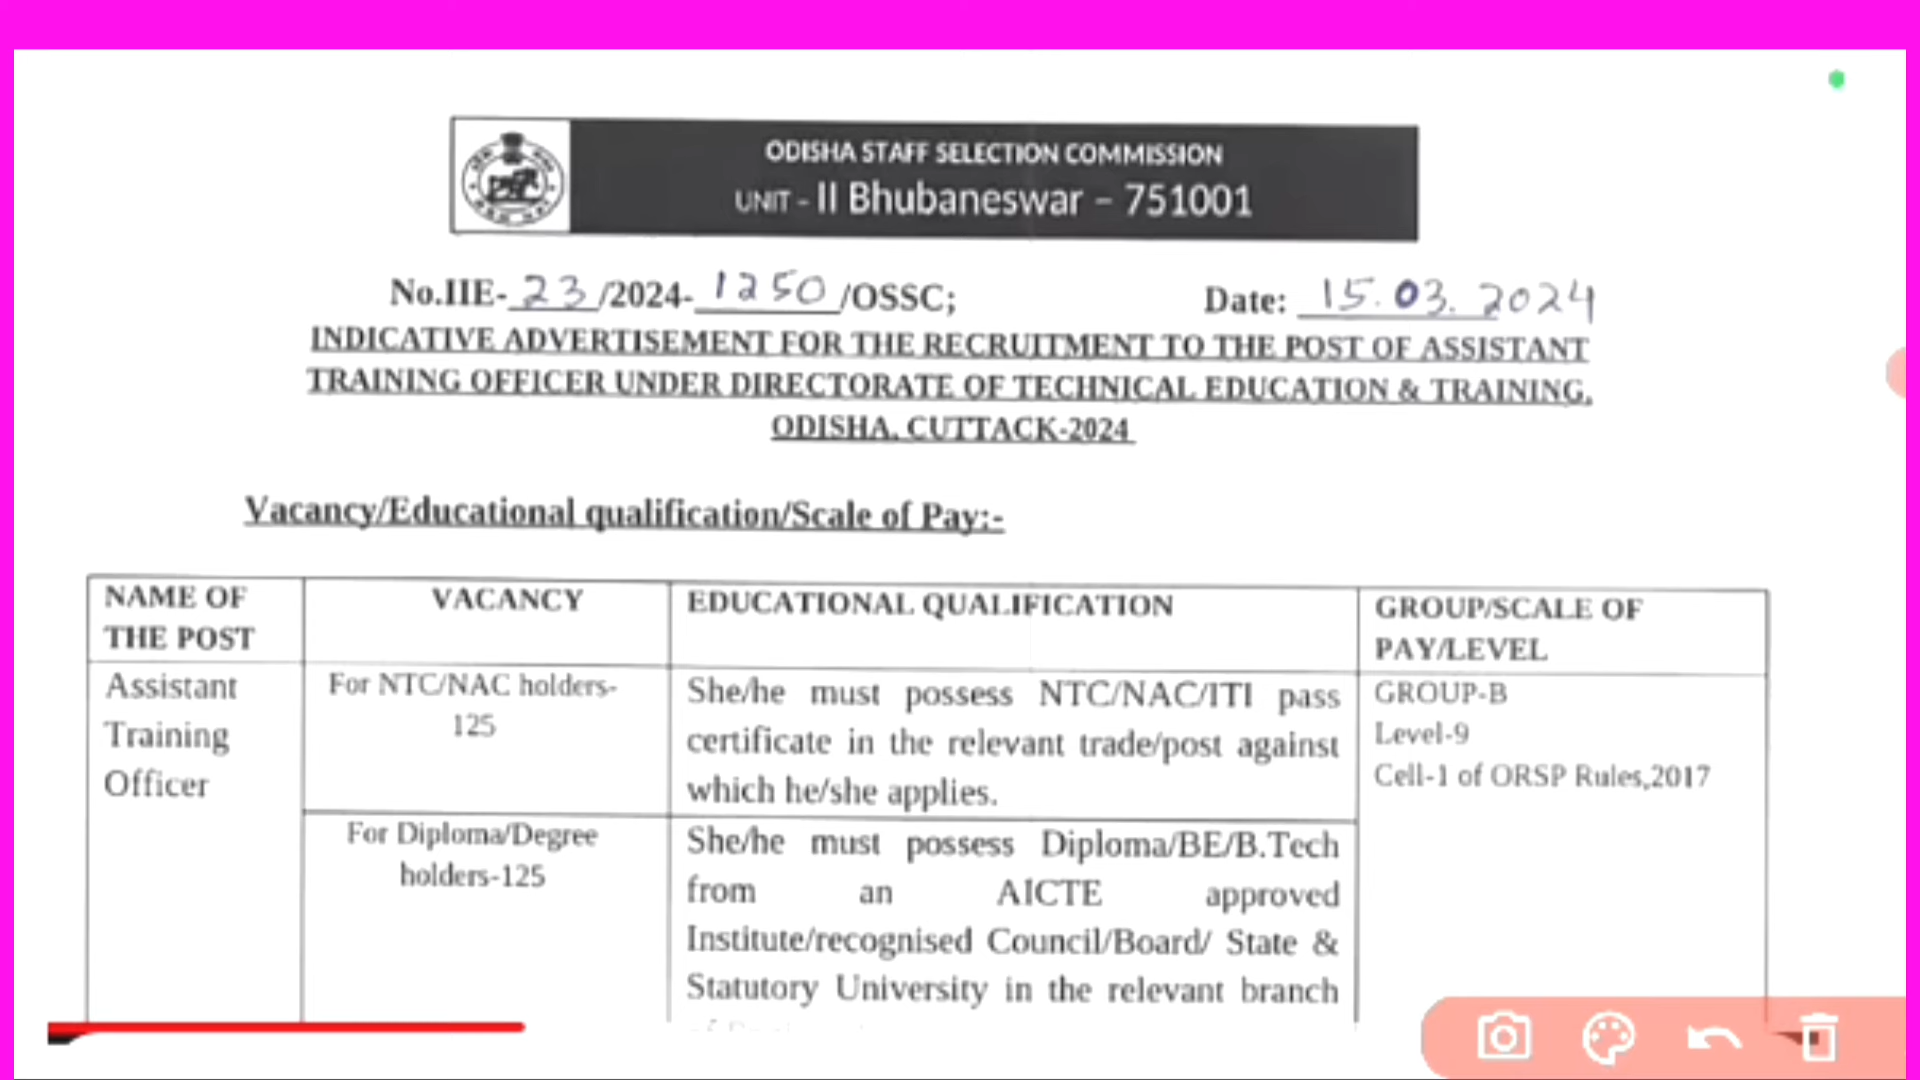 ODISHA STAFF SELECTION COMMISSION
UNIT - II Bhubaneswar – 751001
No.IIE-23/2024-1250/OSSC;
Date: 15.03.2024
INDICATIVE ADVERTISEMENT FOR THE RECRUITMENT TO THE POST OF ASSISTANT
TRAINING OFFICER UNDER DIRECTORATE OF TECHNICAL EDUCATION & TRAINING,
ODISHA, CUTTACK-2024
Vacancy/Educational qualification/Scale of Pay:-
NAME OF
THE POST
VACANCY
EDUCATIONAL QUALIFICATION
GROUP/SCALE OF
PAY/LEVEL
Assistant
Training
Officer
For NTC/NAC holders-
125
She/he must possess NTC/NAC/ITI pass
certificate in the relevant trade/post against
which he/she applies.
GROUP-B
Level-9
Cell-1 of ORSP Rules,2017
For Diploma/Degree
holders-125
She/he must possess Diploma/BE/B.Tech
from an AICTE approved
Institute/recognised Council/Board/ State &
Statutory University in the relevant branch